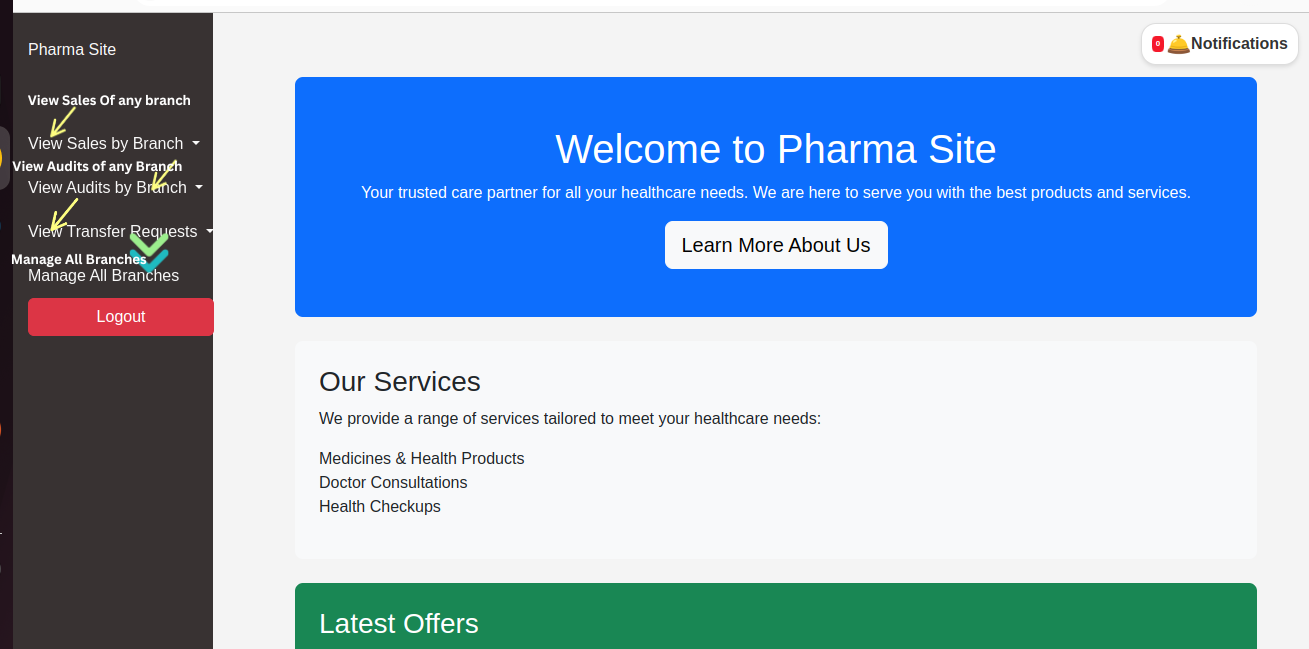 Pharma Site
View Sales Of any branch
View Sales by Branch
View Audits of any Branch
View Audits by Branch
View Transfer Requests
Manage All Branches
Manage All Branches
Logout
0 Notifications
Welcome to Pharma Site
Your trusted care partner for all your healthcare needs. We are here to serve you with the best products and services.
Learn More About Us
Our Services
We provide a range of services tailored to meet your healthcare needs:
Medicines & Health Products
Doctor Consultations
Health Checkups
Latest Offers